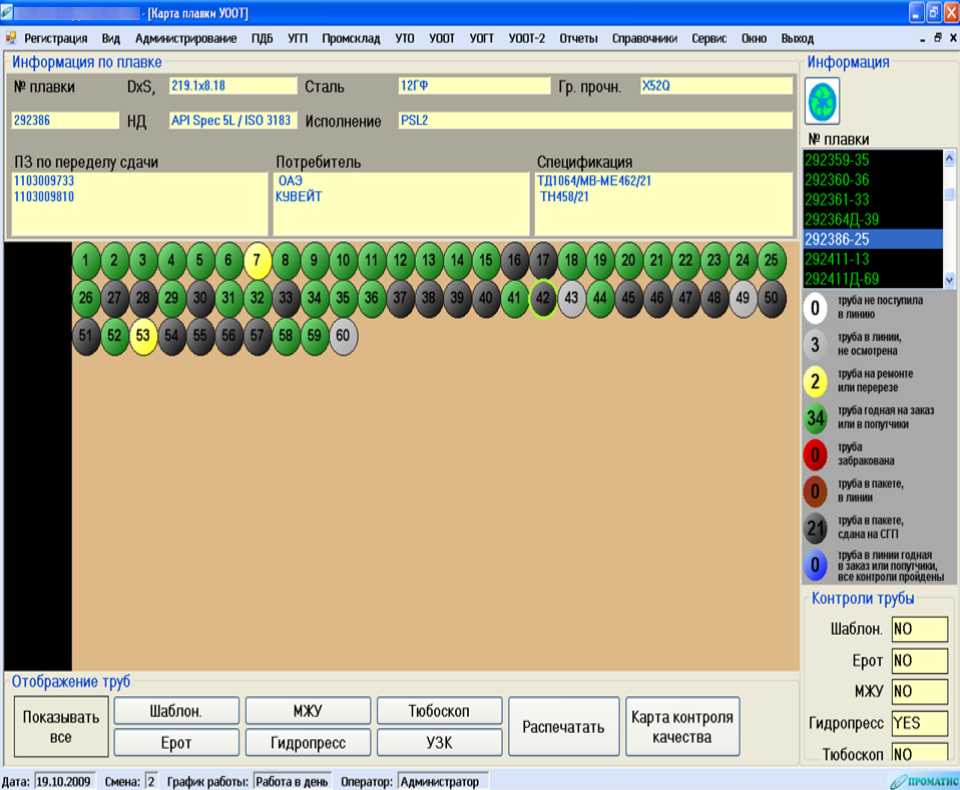 - [Карта плавки УООТ]
Регистрация Вид Администрирование ПДБ УГП Промсклад УТО УООТ УОГТ УООТ-2 Отчеты Справочники Сервис Окно Выход
Информация по плавке
№ плавки DxS, 219.1x8.18 Сталь 12ГФ Гр. прочн. X52Q
292386 НД API Spec 5L / ISO 3183 Исполнение PSL2
ПЗ по переделу сдачи Потребитель Спецификация
1103009733 ОАЭ ТД1064/МВ-МЕ462/21
1103009810 КУВЕЙТ ТН458/21
1 2 3 4 5 6 7 8 9 10 11 12 13 14 15 16 17 18 19 20 21 22 23 24 25
26 27 28 29 30 31 32 33 34 35 36 37 38 39 40 41 42 43 44 45 46 47 48 49 50
51 52 53 54 55 56 57 58 59 60
Информация
№ плавки
292359-35
292360-36
292361-33
292364Д-39
292386-25
292411-13
292411Д-69
0 труба не поступила
в линию
3 труба в линии,
не осмотрена
2 труба на ремонте
или перерезе
34 труба годная на заказ
или в попутчики
0 труба
забракована
0 труба в пакете,
в линии
21 труба в пакете,
сдана на СГП
0 труба в линии годная
в заказ или попутчики,
все контроли пройдены
Контроли трубы
Шаблон. NO
Ерот NO
МЖУ NO
Гидропресс YES
Тюбоскоп NO
Отображение труб
Показывать
все
Шаблон. МЖУ Тюбоскоп
Ерот Гидропресс УЗК
Распечатать
Карта контроля
качества
Дата: 19.10.2009 Смена: 2 График работы: Работа в день Оператор: Администратор
ПРОМАТИС